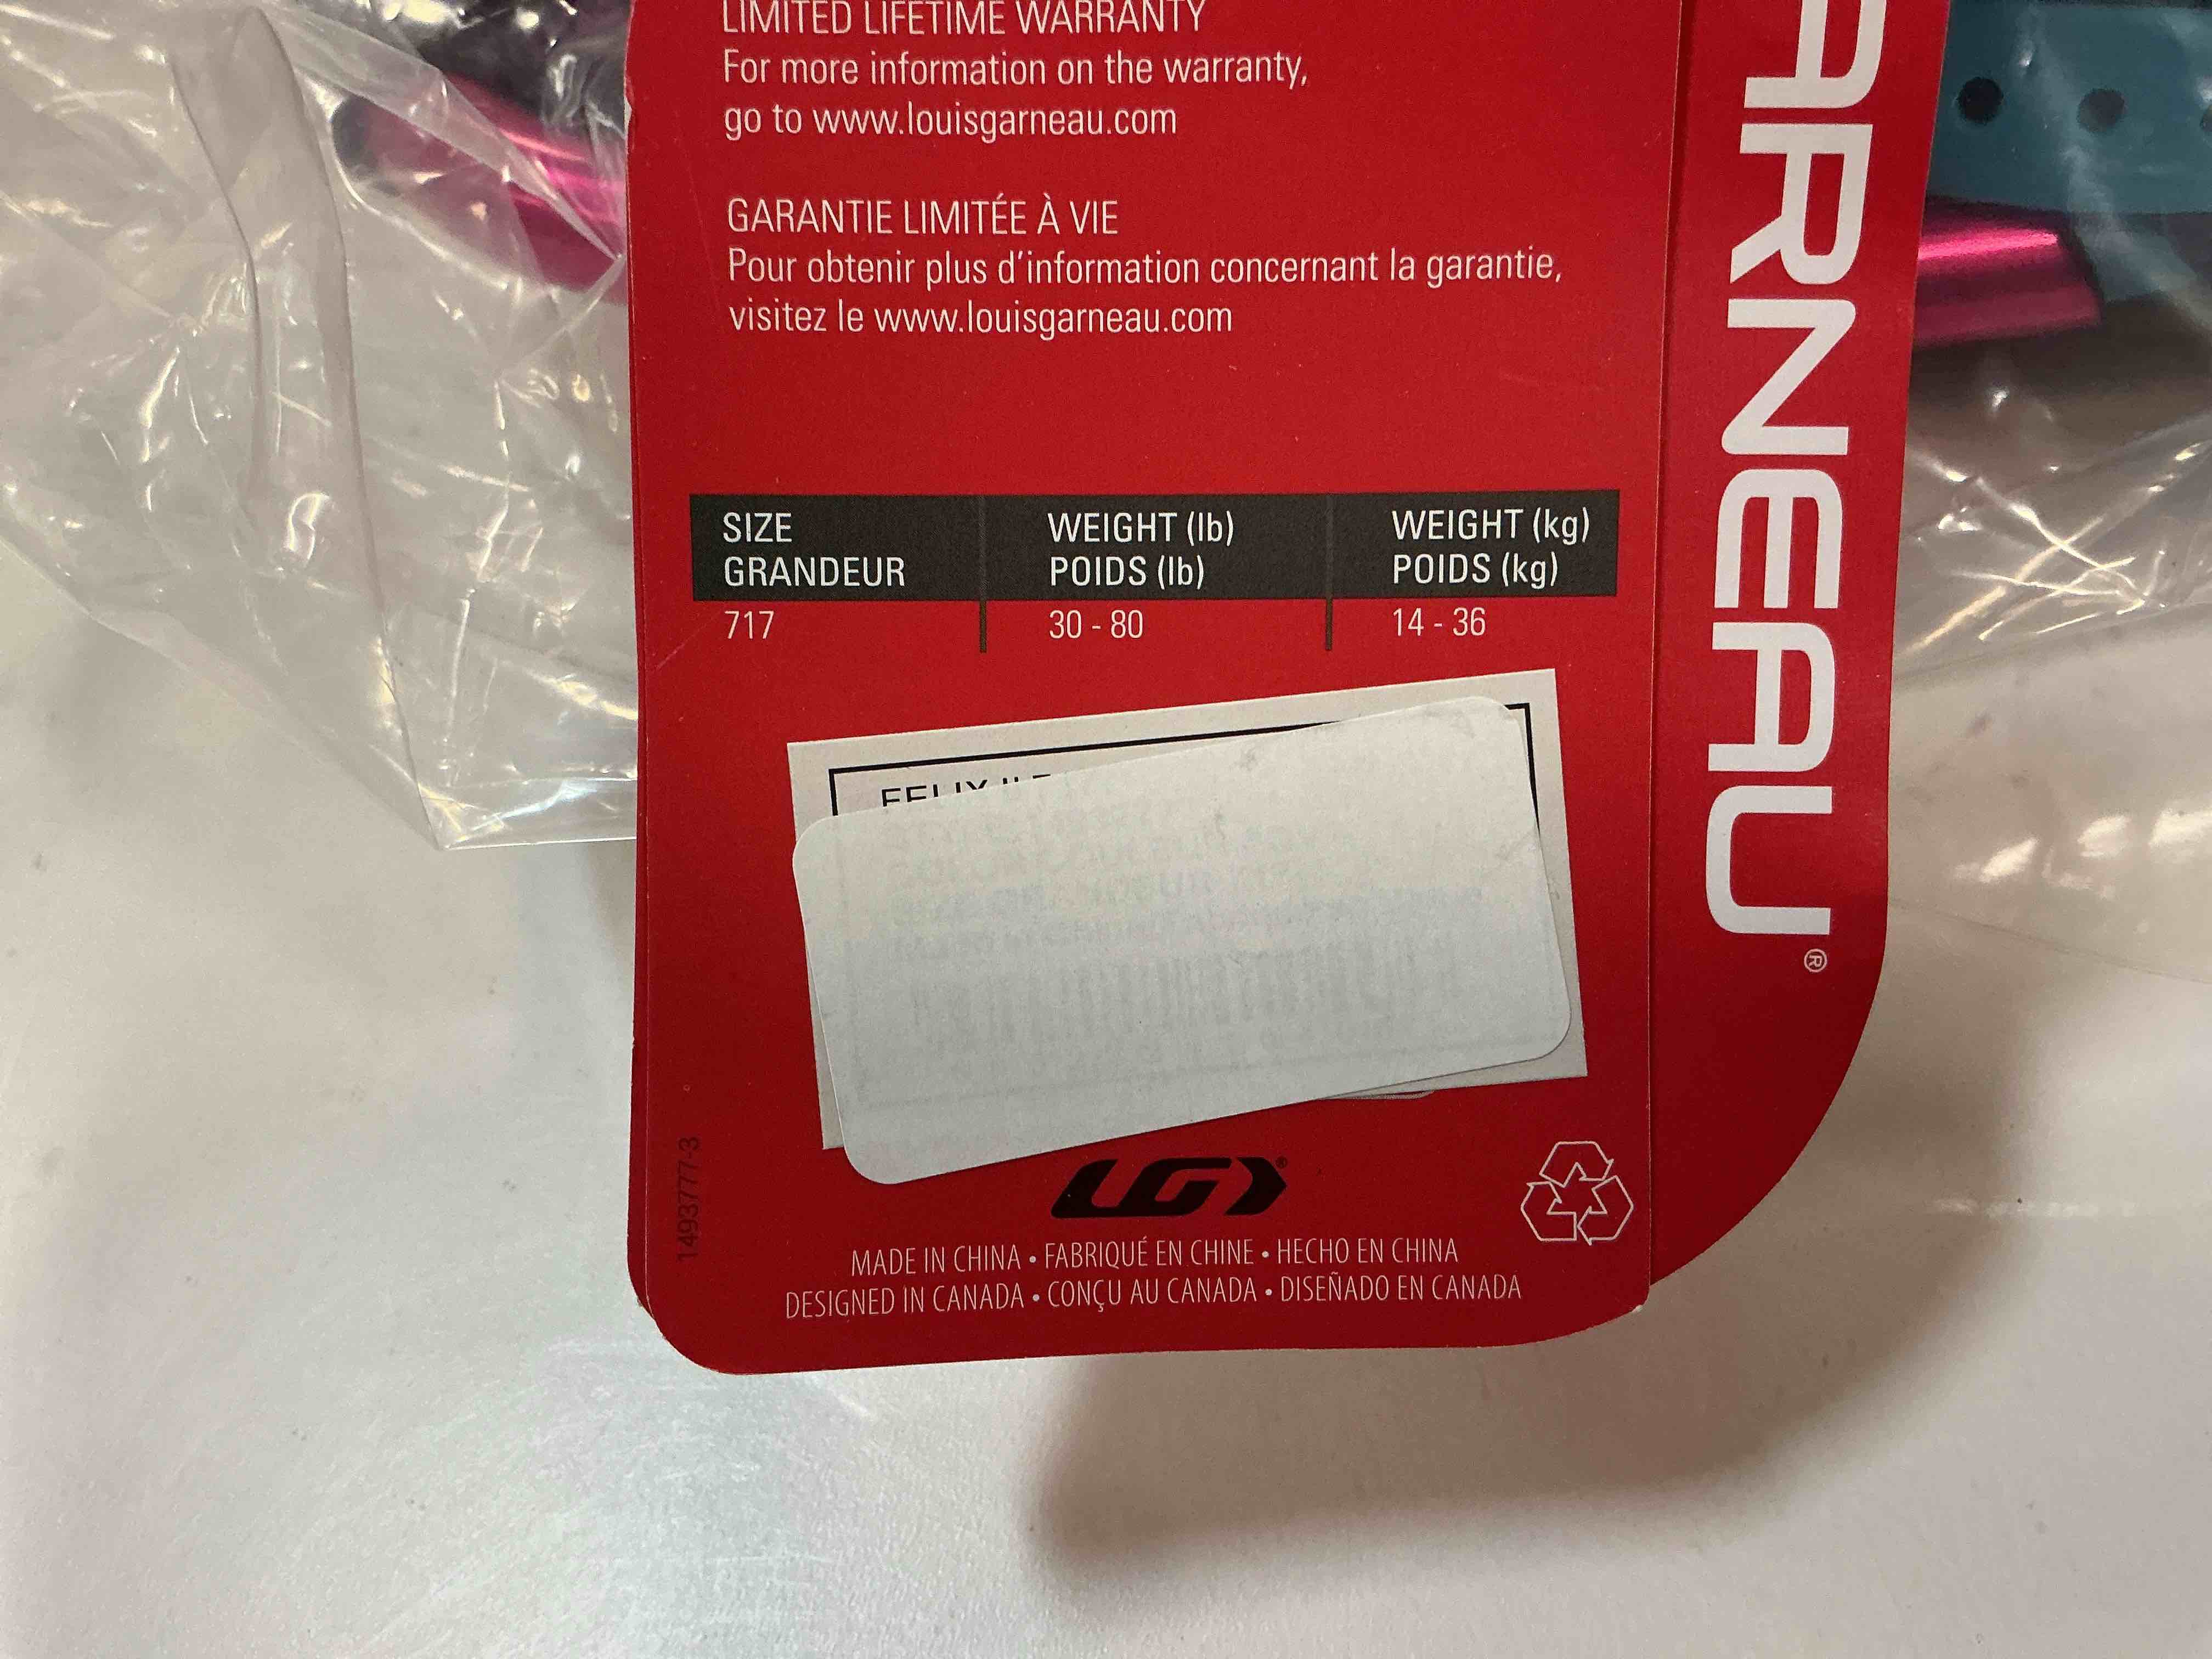 LIMITED LIFETIME WARRANTY
For more information on the warranty,
go to www.louisgarneau.com
GARANTIE LIMITÉE À VIE
Pour obtenir plus d'information concernant la garantie,
visitez le www.louisgarneau.com
SIZE WEIGHT (lb) WEIGHT (kg)
GRANDEUR POIDS (lb) POIDS (kg)
717 30 - 80 14 - 36
FELIX
1493777-3
LG®
MADE IN CHINA • FABRIQUÉ EN CHINE • HECHO EN CHINA
DESIGNED IN CANADA • CONÇU AU CANADA • DISEÑADO EN CANADA
ARNEAU®